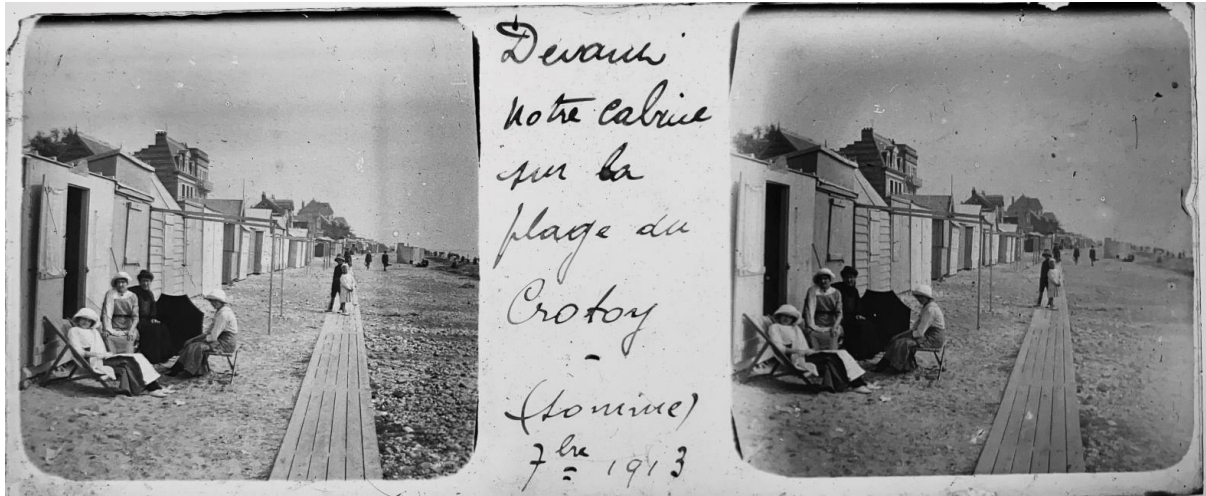 Devant
notre cabine
sur la
plage du
Crotoy
-
(Somme)
7bre 1913